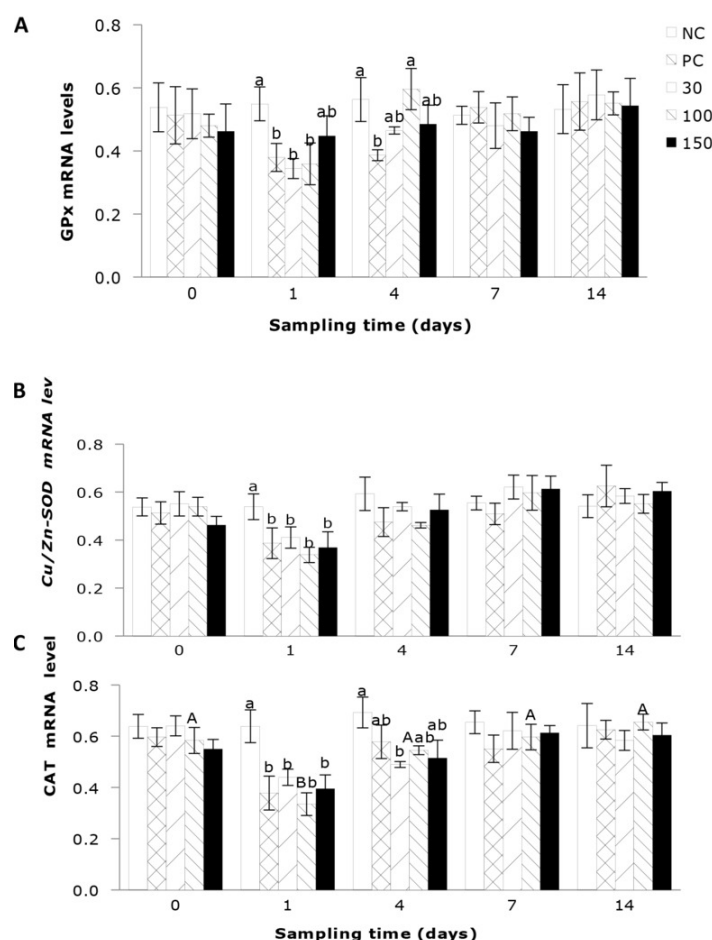 A
GPx mRNA levels
0.8
0.6
0.4
0.2
0.0
a
b
b
b
ab
a
b
ab
a
ab
NC
PC
30
100
150
0 1 4 7 14
Sampling time (days)
B
Cu/Zn-SOD mRNA lev
0.8
0.6
0.4
0.2
0.0
a
b
b
b
b
0 1 4 7 14
C
CAT mRNA level
0.8
0.6
0.4
0.2
0.0
A
a
b
b
Bb
b
a
ab
b
Aab
ab
A
A
0 1 4 7 14
Sampling time (days)